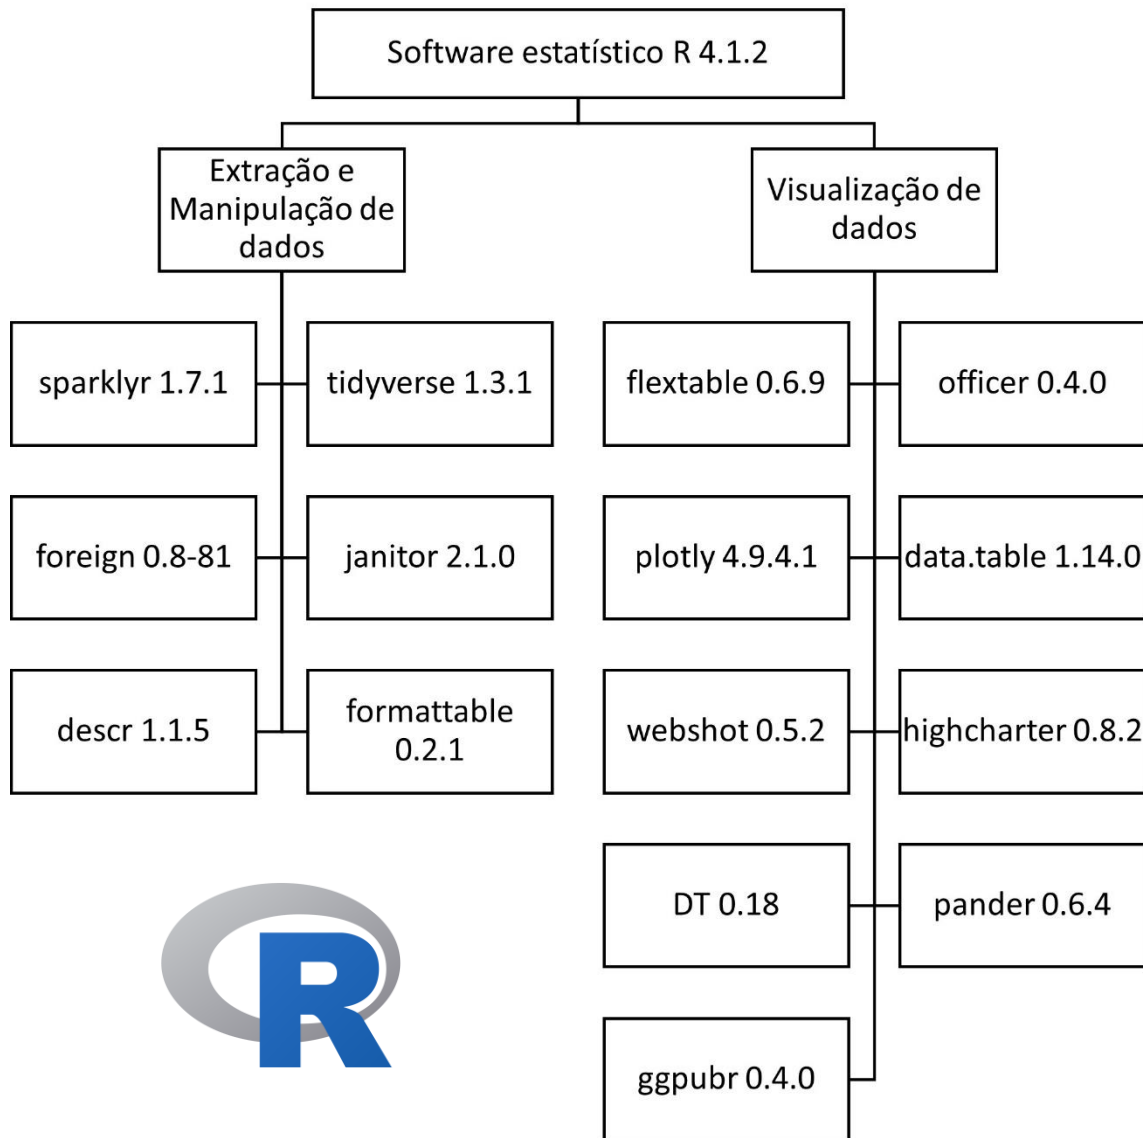 Software estatístico R 4.1.2
Extração e
Manipulação de
dados
Visualização de
dados
sparklyr 1.7.1
tidyverse 1.3.1
flextable 0.6.9
officer 0.4.0
foreign 0.8-81
janitor 2.1.0
plotly 4.9.4.1
data.table 1.14.0
descr 1.1.5
formattable
0.2.1
webshot 0.5.2
highcharter 0.8.2
DT 0.18
pander 0.6.4
R
ggpubr 0.4.0